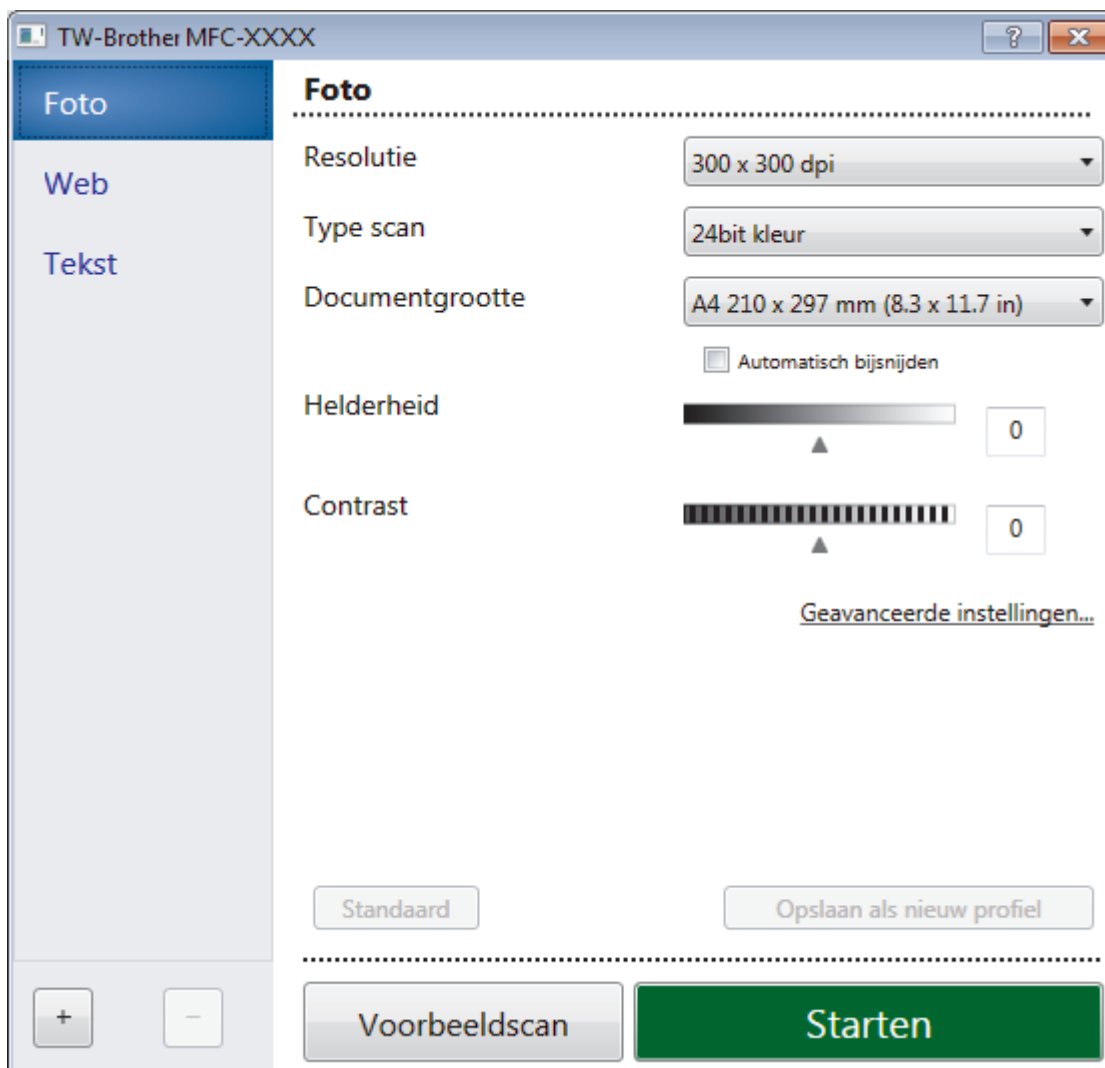 TW-Brother MFC-XXXX
?
Foto
Web
Tekst
+
−
Foto
Resolutie
300 x 300 dpi
Type scan
24bit kleur
Documentgrootte
A4 210 x 297 mm (8.3 x 11.7 in)
Automatisch bijsnijden
Helderheid
0
Contrast
0
Geavanceerde instellingen...
Standaard
Opslaan als nieuw profiel
Voorbeeldscan
Starten